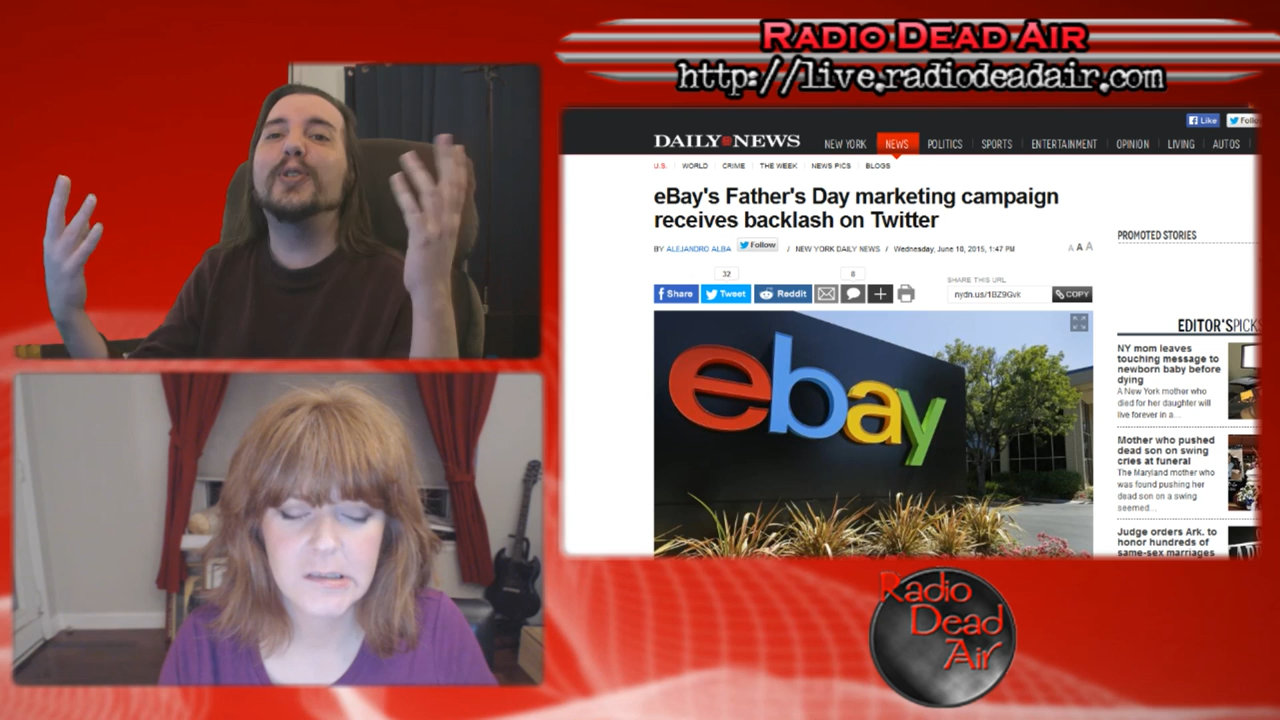 RADIO DEAD AIR
http://live.radiodeadair.com
Like
Follo
DAILY NEWS
NEW YORK
NEWS
POLITICS
SPORTS
ENTERTAINMENT
OPINION
LIVING
AUTOS
U.S.
WORLD
CRIME
THE WEEK
NEWS PICS
BLOGS
eBay's Father's Day marketing campaign
receives backlash on Twitter
BY ALEJANDRO ALBA
Follow
/ NEW YORK DAILY NEWS / Wednesday, June 10, 2015, 1:47 PM
A A A
32
8
Share
Tweet
Reddit
SHARE THIS URL
nydn.us/1BZ9Gvk
COPY
ebay
PROMOTED STORIES
EDITOR'S PICKS
NY mom leaves
touching message to
newborn baby before
dying
A New York mother who
died for her daughter will
live forever in a...
Mother who pushed
dead son on swing
cries at funeral
The Maryland mother who
was found pushing her
dead son on a swing
seemed...
Judge orders Ark. to
honor hundreds of
same-sex marriages
Radio
Dead
Air